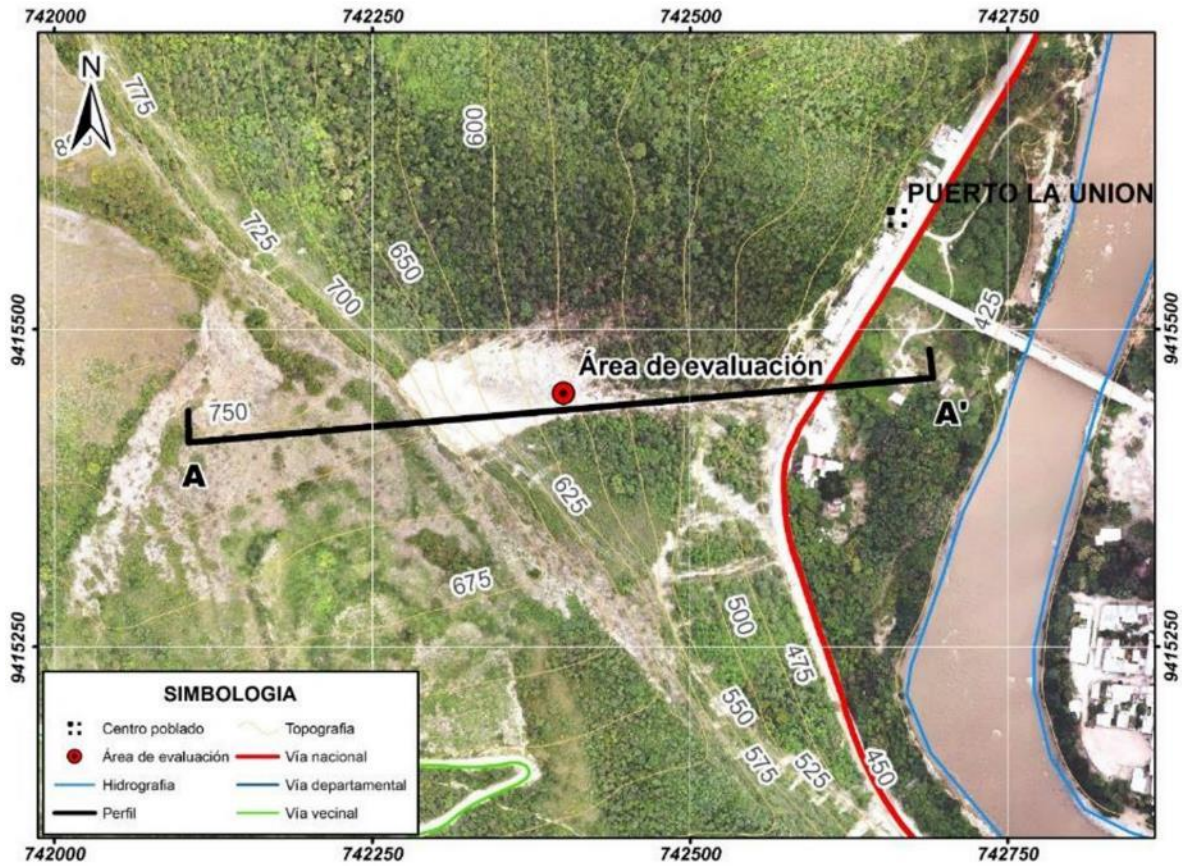 742000 742250 742500 742750
N
775
600
PUERTO LA UNION
725
650
700
425
9415500
9415500
Área de evaluación
750
A
A'
625
675
500
475
9415250
9415250
550
575
525
450
SIMBOLOGIA
Centro poblado
Topografia
Área de evaluación
Vía nacional
Hidrografia
Vía departamental
Perfil
Vía vecinal
742000 742250 742500 742750